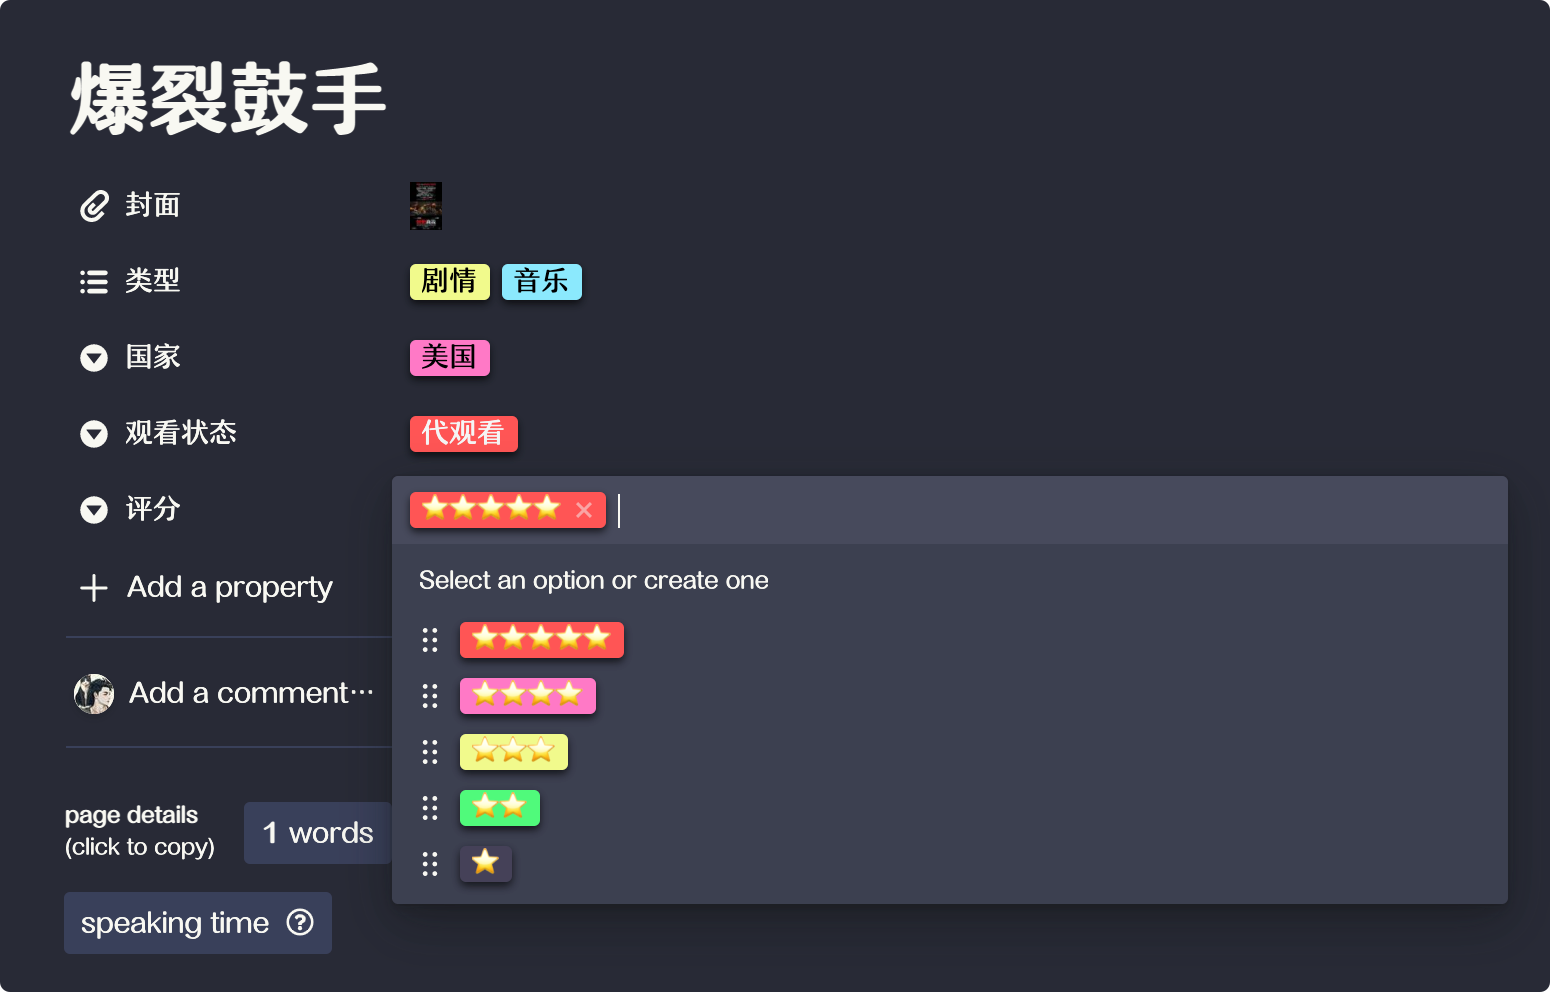 爆裂鼓手
封面
类型 剧情 音乐
国家 美国
观看状态 代观看
评分 ⭐⭐⭐⭐⭐ ×
Select an option or create one
⭐⭐⭐⭐⭐
⭐⭐⭐⭐
⭐⭐⭐
⭐⭐
⭐
Add a property
Add a comment…
page details
(click to copy)
1 words
speaking time ?